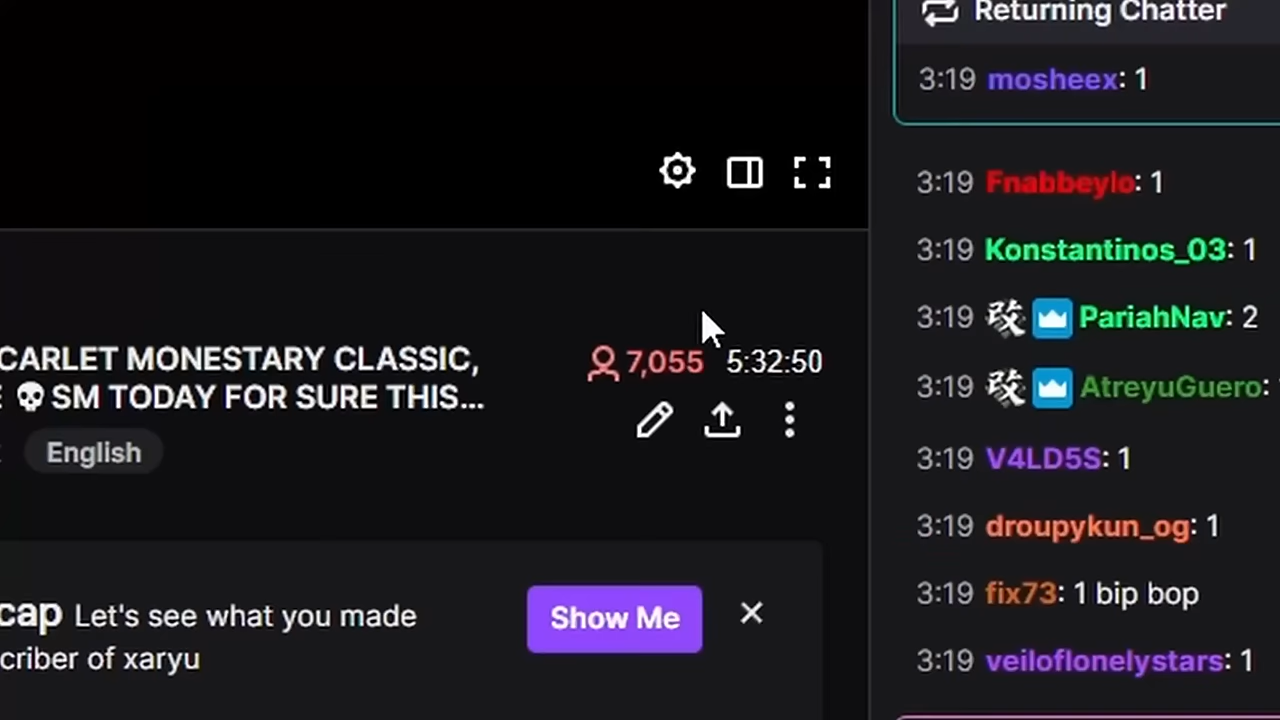 CARLET MONESTARY CLASSIC,
SM TODAY FOR SURE THIS...
7,055 5:32:50
English
cap Let's see what you made
criber of xaryu
Show Me
Returning Chatter
3:19 mosheex: 1
3:19 Fnabbeylo: 1
3:19 Konstantinos_03: 1
3:19 改 PariahNav: 2
3:19 改 AtreyuGuero:
3:19 V4LD5S: 1
3:19 droupykun_og: 1
3:19 fix73: 1 bip bop
3:19 veiloflonelystars: 1